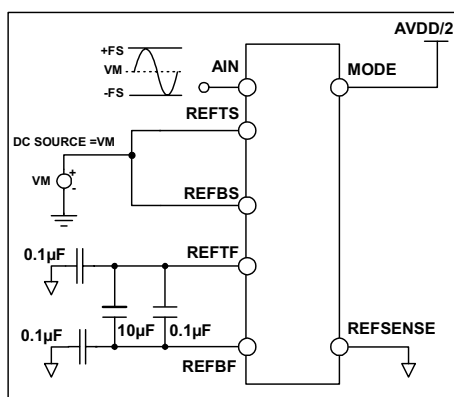 AVDD/2
+FS
VM
-FS
AIN
MODE
REFTS
DC SOURCE =VM
VM
+
-
REFBS
0.1µF
REFTF
10µF
0.1µF
0.1µF
REFBF
REFSENSE